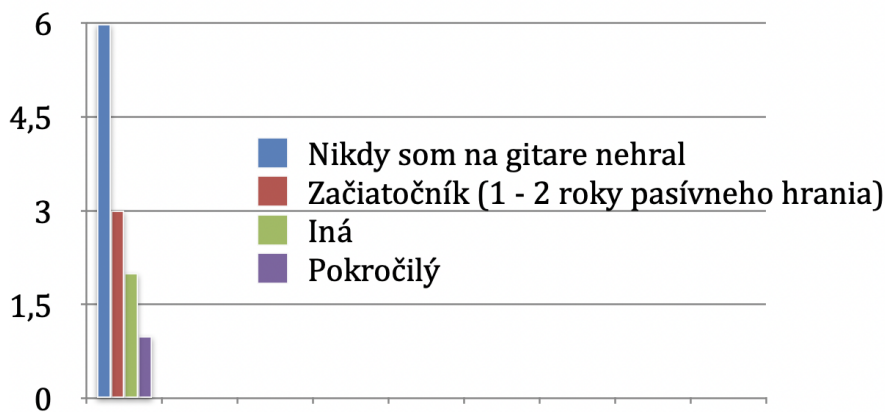 6
4,5
3
1,5
0
Nikdy som na gitare nehral
Začiatočník (1 - 2 roky pasívneho hrania)
Iná
Pokročilý